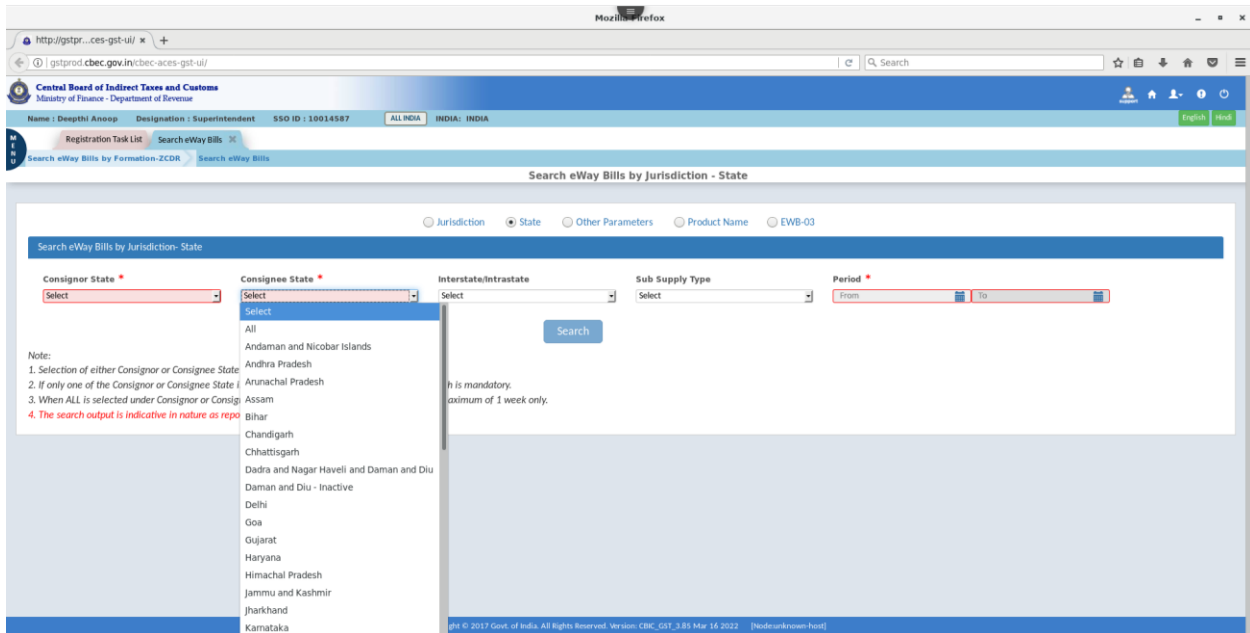 Mozilla Firefox
http://gstpr...ces-gst-ui/
gstprod.cbec.gov.in/cbec-aces-gst-ui/
Search
Central Board of Indirect Taxes and Customs
Ministry of Finance - Department of Revenue
support
Name : Deepthi Anoop Designation : Superintendent SSO ID : 10014587 ALL INDIA INDIA: INDIA English Hindi
MENU
Registration Task List Search eWay Bills
Search eWay Bills by Formation-ZCDR Search eWay Bills
Search eWay Bills by Jurisdiction - State
Jurisdiction State Other Parameters Product Name EWB-03
Search eWay Bills by Jurisdiction- State
Consignor State * Consignee State * Interstate/Intrastate Sub Supply Type Period *
Select Select Select Select From To
Select
All
Andaman and Nicobar Islands
Andhra Pradesh
Arunachal Pradesh
Assam
Bihar
Chandigarh
Chhattisgarh
Dadra and Nagar Haveli and Daman and Diu
Daman and Diu - Inactive
Delhi
Goa
Gujarat
Haryana
Himachal Pradesh
Jammu and Kashmir
Jharkhand
Karnataka
Search
Note:
1. Selection of either Consignor or Consignee State
2. If only one of the Consignor or Consignee State h is mandatory.
3. When ALL is selected under Consignor or aximum of 1 week only.
4. The search output is indicative in nature as
© 2017 Govt. of India. All Rights Reserved. Version: CBIC_GST_3.85 Mar 16 2022 [Node:unknown-host]